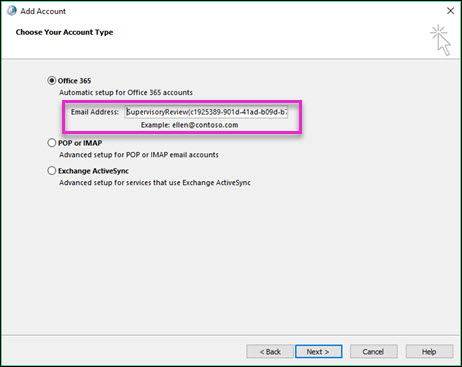 Add Account
Choose Your Account Type
Office 365
Automatic setup for Office 365 accounts
Email Address: SupervisoryReview{c1925389-901d-41ad-b09d-b7
Example: ellen@contoso.com
POP or IMAP
Advanced setup for POP or IMAP email accounts
Exchange ActiveSync
Advanced setup for services that use Exchange ActiveSync
< Back Next > Cancel Help